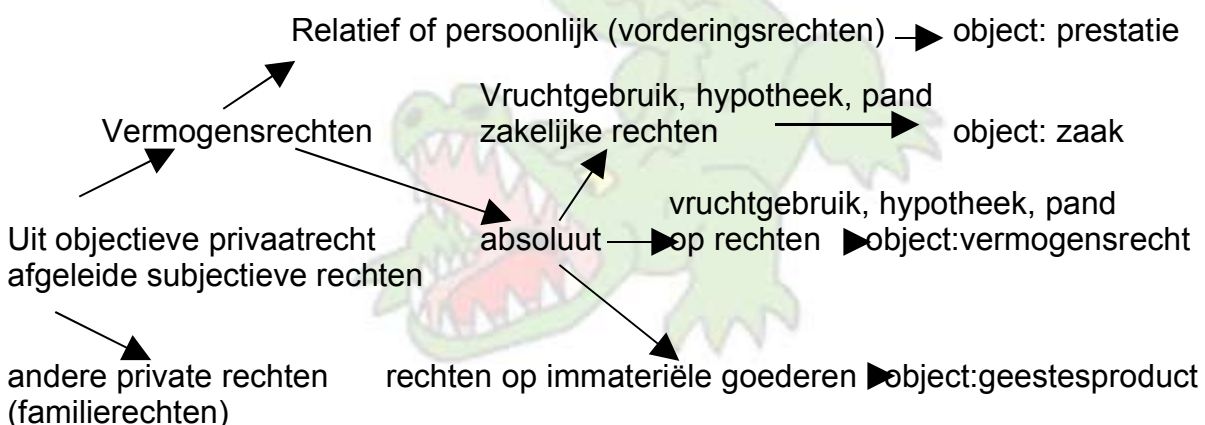 Relatief of persoonlijk (vorderingsrechten) object: prestatie
Vruchtgebruik, hypotheek, pand
Vermogensrechten zakelijke rechten object: zaak
vruchtgebruik, hypotheek, pand
Uit objectieve privaatrecht absoluut op rechten object:vermogensrecht
afgeleide subjectieve rechten
andere private rechten rechten op immateriële goederen object:geestesproduct
(familierechten)